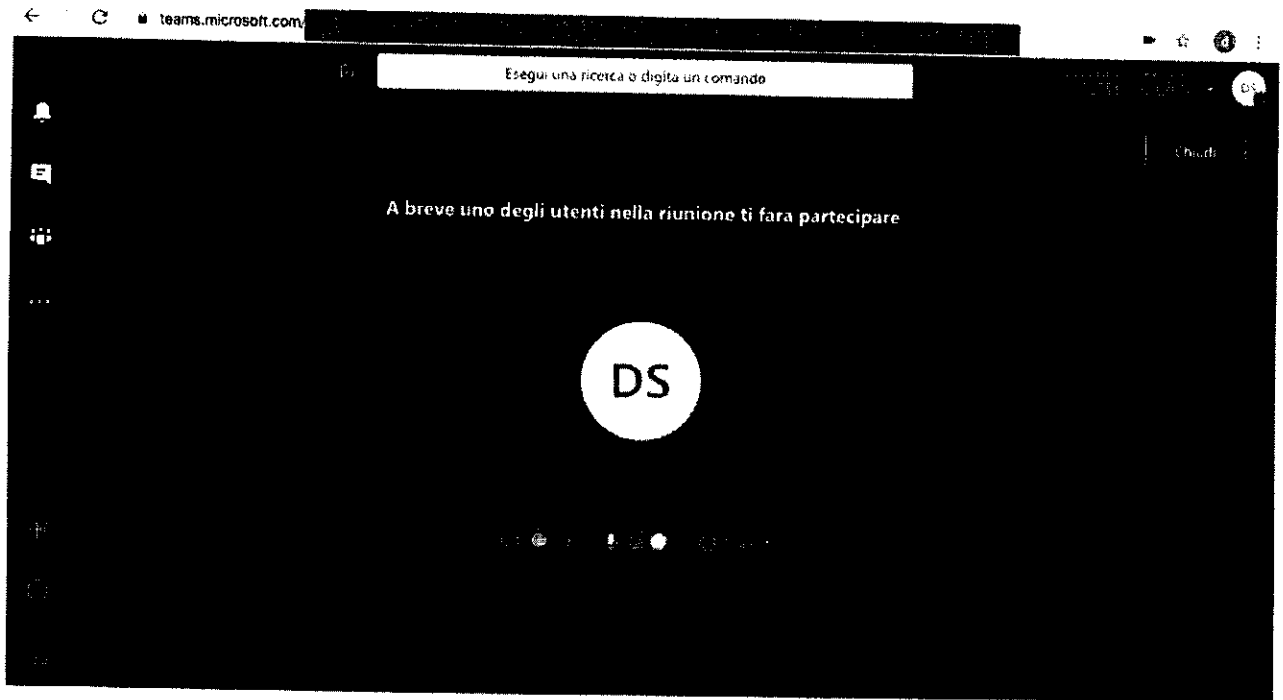 teams.microsoft.com/
Esegui una ricerca o digita un comando
DS
Chiudi
A breve uno degli utenti nella riunione ti fara partecipare
DS